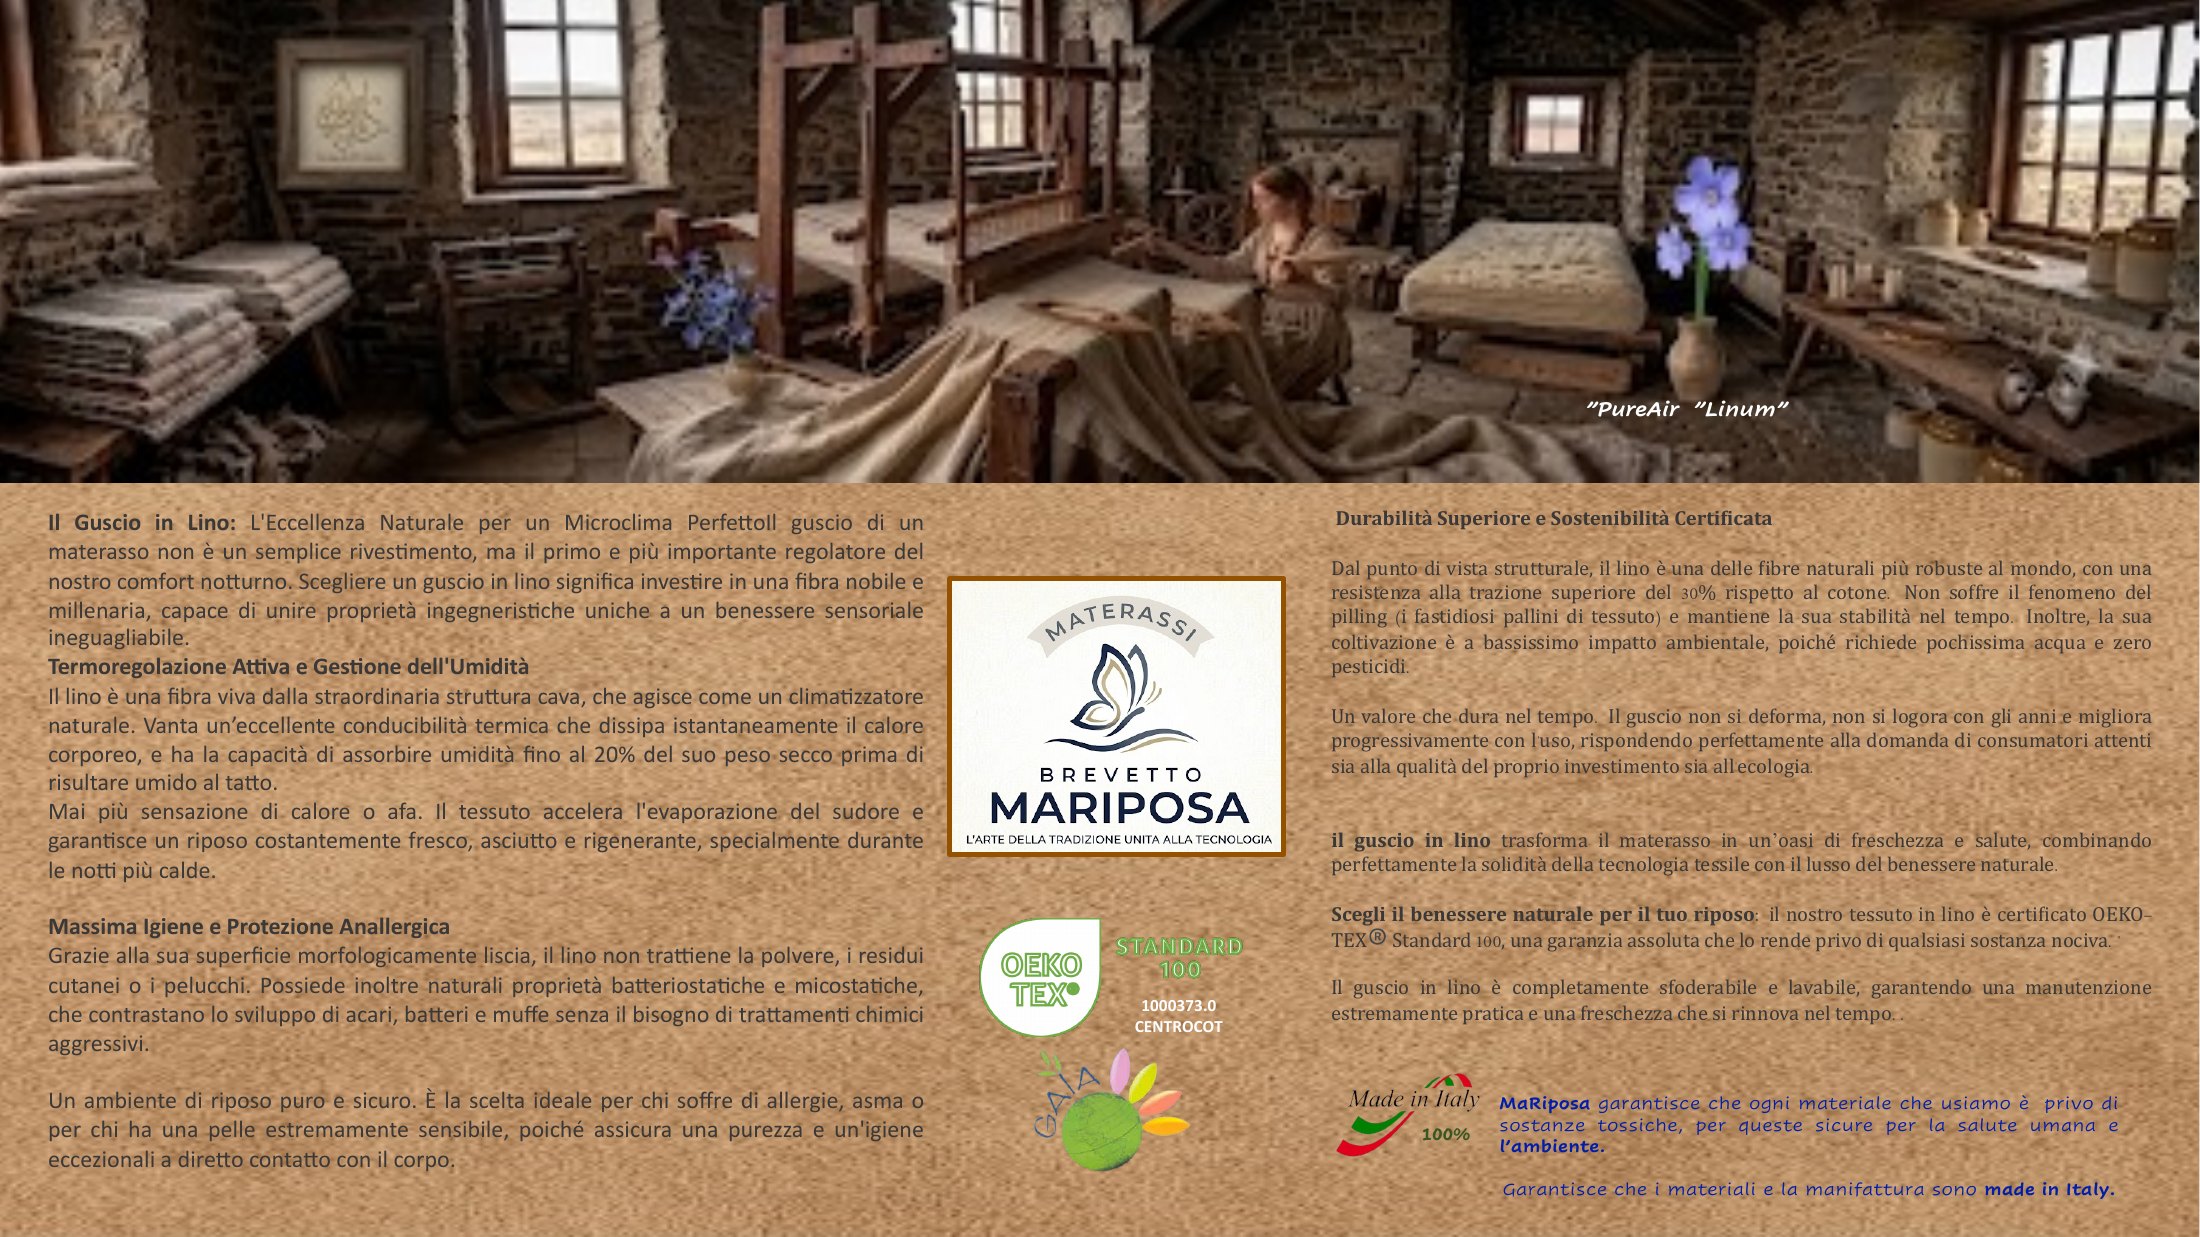 "PureAir "Linum"
Il Guscio in Lino: L'Eccellenza Naturale per un Microclima PerfettoIl guscio di un
materasso non è un semplice rivestimento, ma il primo e più importante regolatore del
nostro comfort notturno. Scegliere un guscio in lino significa investire in una fibra nobile e
millenaria, capace di unire proprietà ingegneristiche uniche a un benessere sensoriale
ineguagliabile.
Termoregolazione Attiva e Gestione dell'Umidità
Il lino è una fibra viva dalla straordinaria struttura cava, che agisce come un climatizzatore
naturale. Vanta un’eccellente conducibilità termica che dissipa istantaneamente il calore
corporeo, e ha la capacità di assorbire umidità fino al 20% del suo peso secco prima di
risultare umido al tatto.
Mai più sensazione di calore o afa. Il tessuto accelera l'evaporazione del sudore e
garantisce un riposo costantemente fresco, asciutto e rigenerante, specialmente durante
le notti più calde.
Massima Igiene e Protezione Anallergica
Grazie alla sua superficie morfologicamente liscia, il lino non trattiene la polvere, i residui
cutanei o i pelucchi. Possiede inoltre naturali proprietà batteriostatiche e micostatiche,
che contrastano lo sviluppo di acari, batteri e muffe senza il bisogno di trattamenti chimici
aggressivi.
Un ambiente di riposo puro e sicuro. È la scelta ideale per chi soffre di allergie, asma o
per chi ha una pelle estremamente sensibile, poiché assicura una purezza e un'igiene
eccezionali a diretto contatto con il corpo.
MATERASSI
BREVETTO
MARIPOSA
L'ARTE DELLA TRADIZIONE UNITA ALLA TECNOLOGIA
OEKO
TEX
STANDARD
100
1000373.0
CENTROCOT
GAIA
Durabilità Superiore e Sostenibilità Certificata
Dal punto di vista strutturale, il lino è una delle fibre naturali più robuste al mondo, con una
resistenza alla trazione superiore del 30% rispetto al cotone. Non soffre il fenomeno del
pilling (i fastidiosi pallini di tessuto) e mantiene la sua stabilità nel tempo. Inoltre, la sua
coltivazione è a bassissimo impatto ambientale, poiché richiede pochissima acqua e zero
pesticidi.
Un valore che dura nel tempo. Il guscio non si deforma, non si logora con gli anni e migliora
progressivamente con luso, rispondendo perfettamente alla domanda di consumatori attenti
sia alla qualità del proprio investimento sia allecologia.
il guscio in lino trasforma il materasso in un’oasi di freschezza e salute, combinando
perfettamente la solidità della tecnologia tessile con il lusso del benessere naturale.
Scegli il benessere naturale per il tuo riposo: il nostro tessuto in lino è certificato OEKO-
TEX® Standard 100, una garanzia assoluta che lo rende privo di qualsiasi sostanza nociva.
Il guscio in lino è completamente sfoderabile e lavabile, garantendo una manutenzione
estremamente pratica e una freschezza che si rinnova nel tempo. .
Made in Italy
100%
MaRiposa garantisce che ogni materiale che usiamo è privo di
sostanze tossiche, per queste sicure per la salute umana e
l’ambiente.
Garantisce che i materiali e la manifattura sono made in Italy.